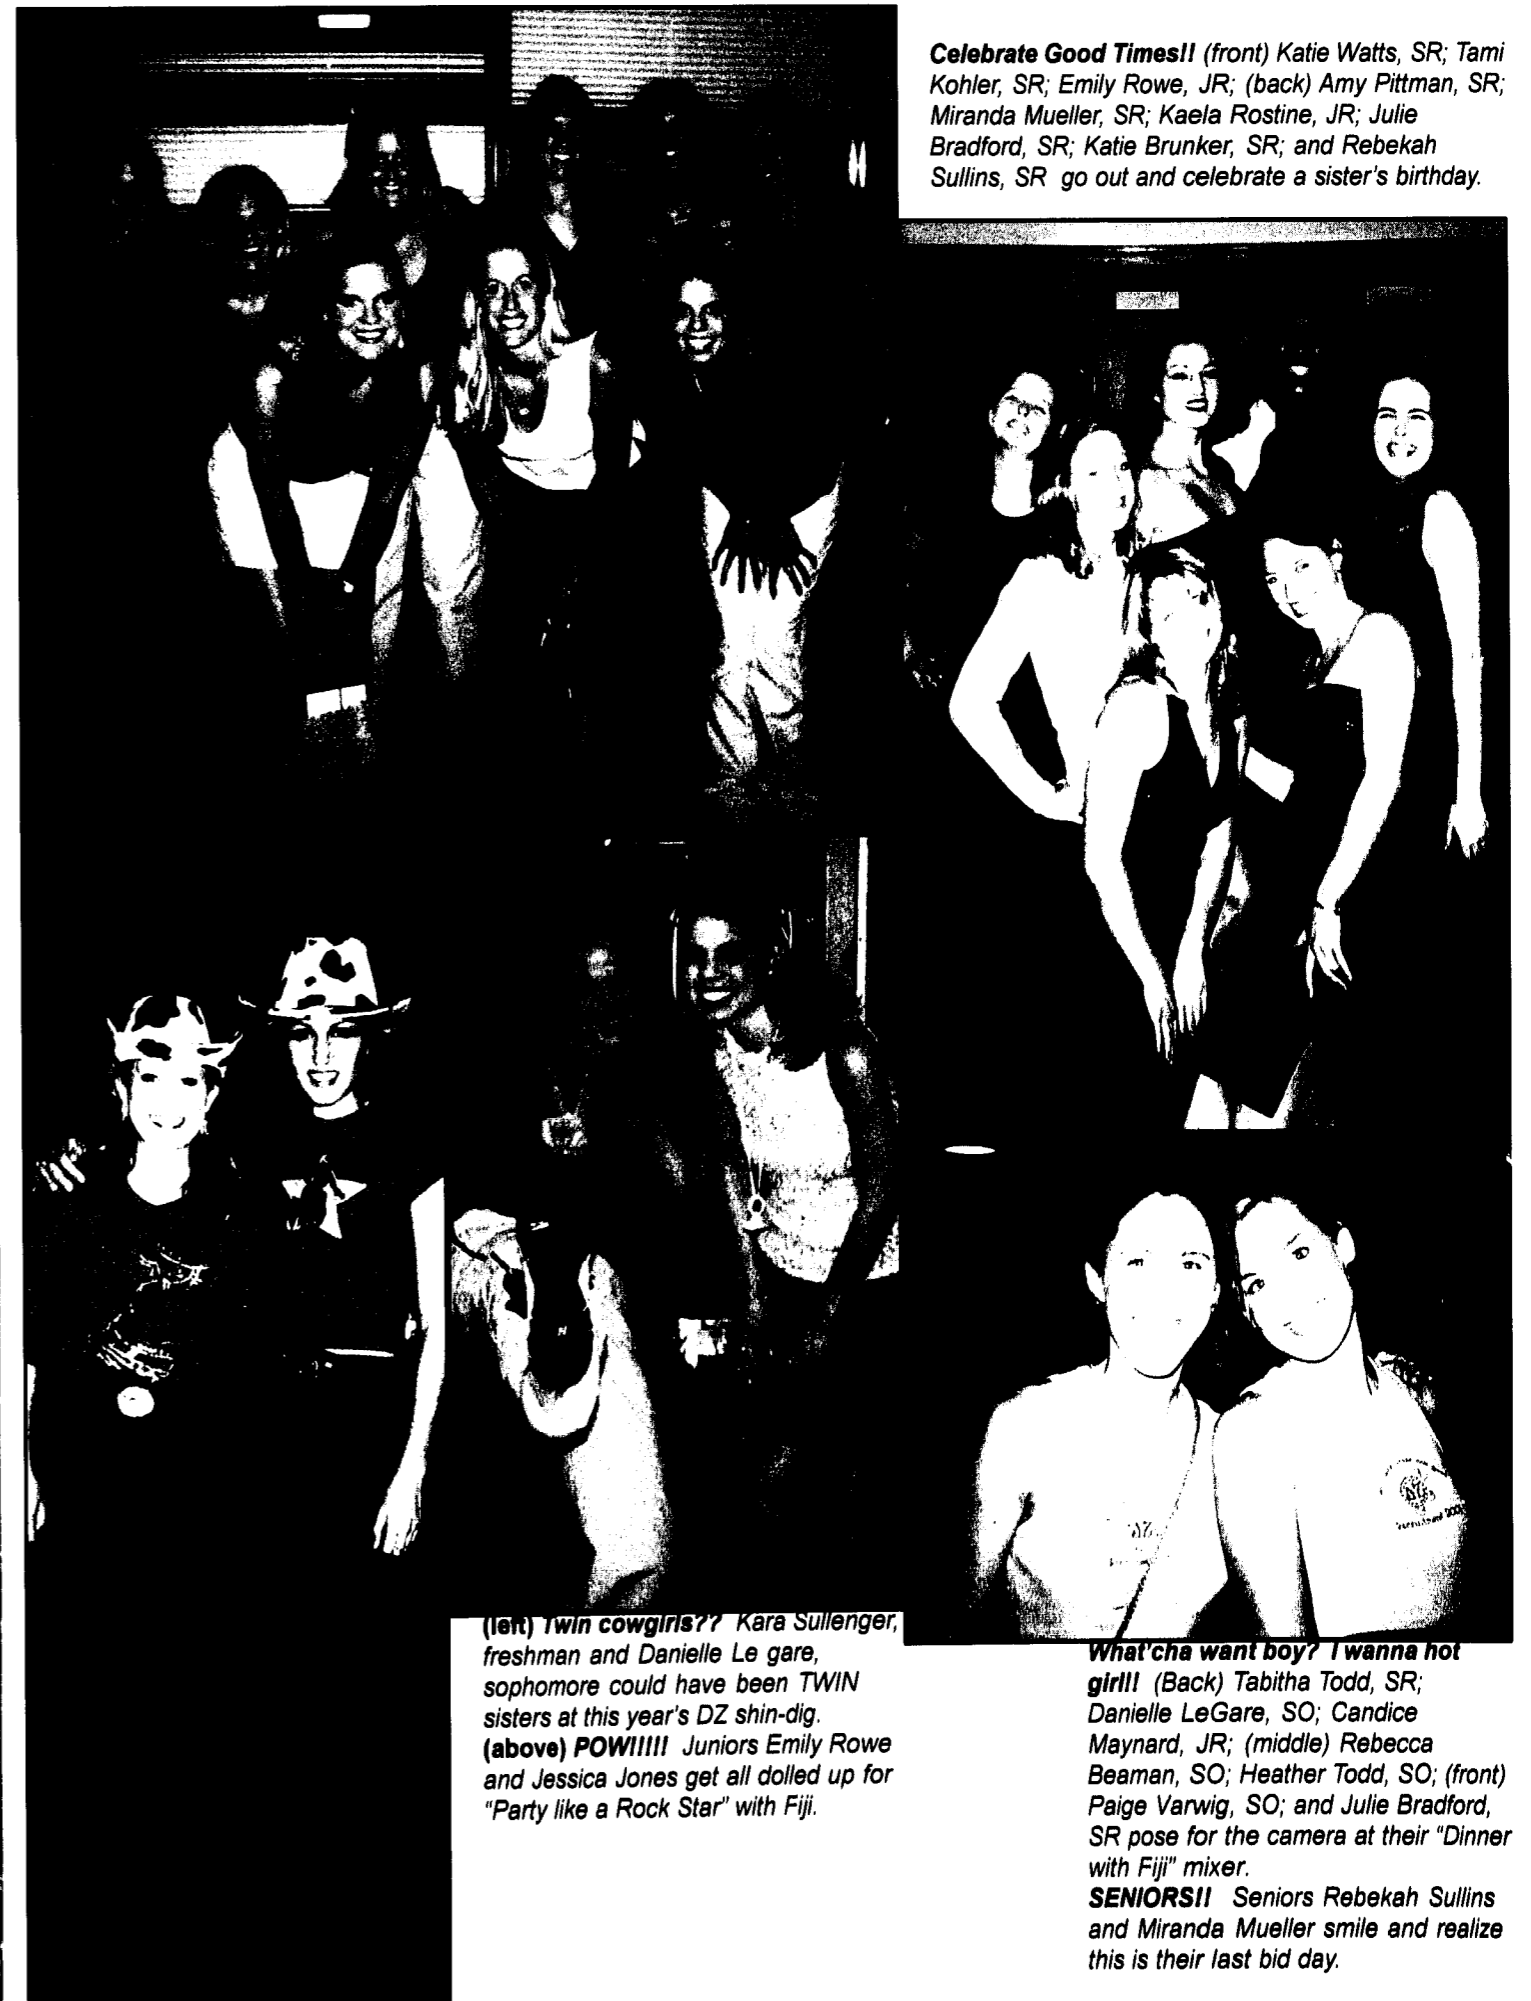 Celebrate Good Times!! (front) Katie Watts, SR; Tami
Kohler, SR; Emily Rowe, JR; (back) Amy Pittman, SR;
Miranda Mueller, SR; Kaela Rostine, JR; Julie
Bradford, SR; Katie Brunker, SR; and Rebekah
Sullins, SR go out and celebrate a sister's birthday.
(left) Twin cowgirls?? Kara Sullenger,
freshman and Danielle Le gare,
sophomore could have been TWIN
sisters at this year's DZ shin-dig.
(above) POW!!!!! Juniors Emily Rowe
and Jessica Jones get all dolled up for
"Party like a Rock Star" with Fiji.
What'cha want boy? I wanna hot
girl!! (Back) Tabitha Todd, SR;
Danielle LeGare, SO; Candice
Maynard, JR; (middle) Rebecca
Beaman, SO; Heather Todd, SO; (front)
Paige Varwig, SO; and Julie Bradford,
SR pose for the camera at their "Dinner
with Fiji" mixer.
SENIORS!! Seniors Rebekah Sullins
and Miranda Mueller smile and realize
this is their last bid day.